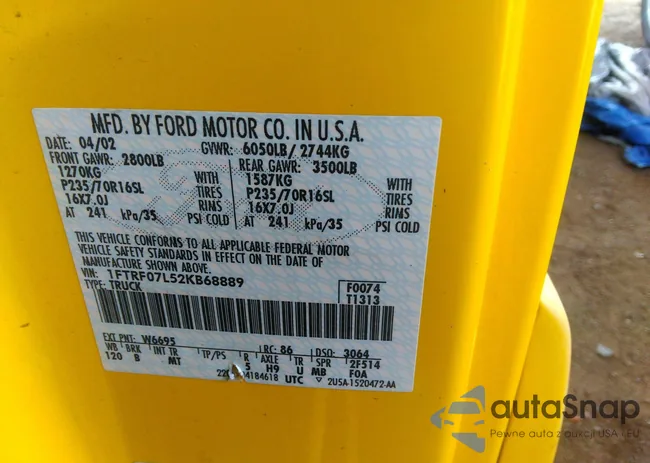 MFD. BY FORD MOTOR CO. IN U.S.A.
DATE: 04/02 GVWR: 6050LB/ 2744KG
FRONT GAWR: 2800LB REAR GAWR: 3500LB
1270KG WITH 1587KG WITH
P235/70R16SL TIRES P235/70R16SL TIRES
16X7.0J RIMS 16X7.0J RIMS
AT 241 kPa/35 PSI COLD AT 241 kPa/35 PSI COLD
THIS VEHICLE CONFORMS TO ALL APPLICABLE FEDERAL MOTOR
VEHICLE SAFETY STANDARDS IN EFFECT ON THE DATE OF
MANUFACTURE SHOWN ABOVE.
VIN: 1FTRF07L52KB68889 F0074
TYPE: TRUCK T1313
EXT PNT: W6695 RC: 86 DSO: 3064
WB BRK INT TR TP/PS R AXLE TR SPR 2F514
120 B MT 5 H9 U MB F0A
4184618 UTC 2U5A-1520472-AA
autoSnap
Pewne auta z aukcji USA i EU